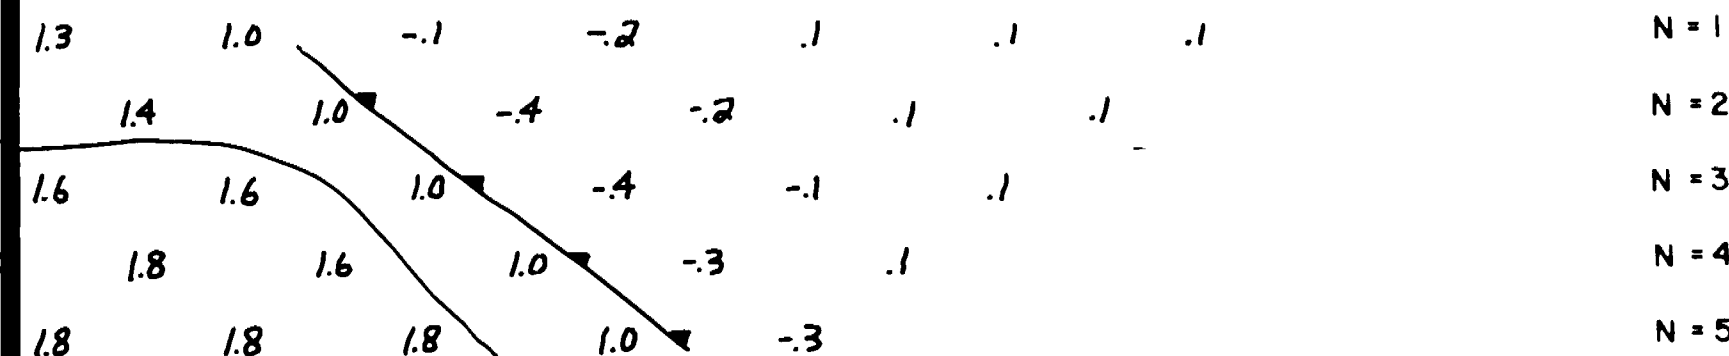 1.3 1.0 -.1 -.2 .1 .1 .1 N = 1
1.4 1.0 -.4 -.2 .1 .1 N = 2
1.6 1.6 1.0 -.4 -.1 .1 N = 3
1.8 1.6 1.0 -.3 .1 N = 4
1.8 1.8 1.8 1.0 -.3 N = 5